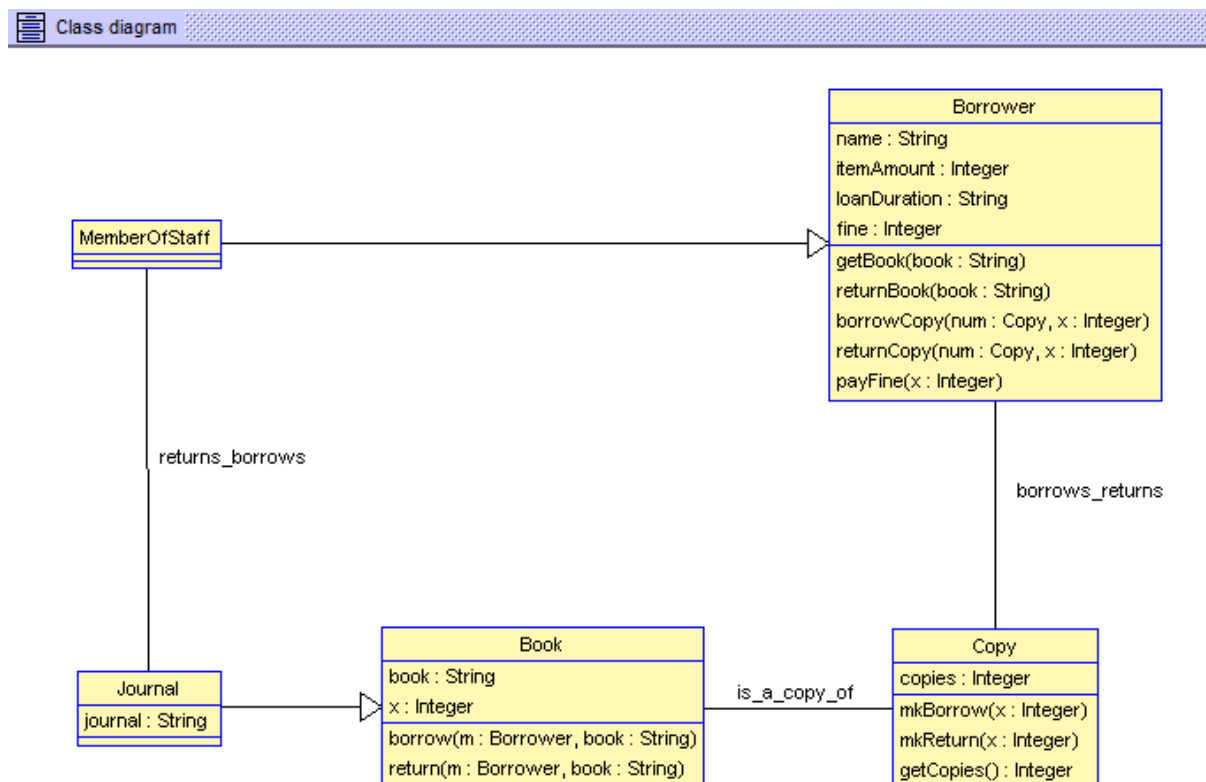 Class diagram
Borrower
name : String
itemAmount : Integer
loanDuration : String
fine : Integer
getBook(book : String)
returnBook(book : String)
borrowCopy(num : Copy, x : Integer)
returnCopy(num : Copy, x : Integer)
payFine(x : Integer)
MemberOfStaff
returns_borrows
borrows_returns
Journal
journal : String
Book
book : String
x : Integer
borrow(m : Borrower, book : String)
return(m : Borrower, book : String)
is_a_copy_of
Copy
copies : Integer
mkBorrow(x : Integer)
mkReturn(x : Integer)
getCopies() : Integer